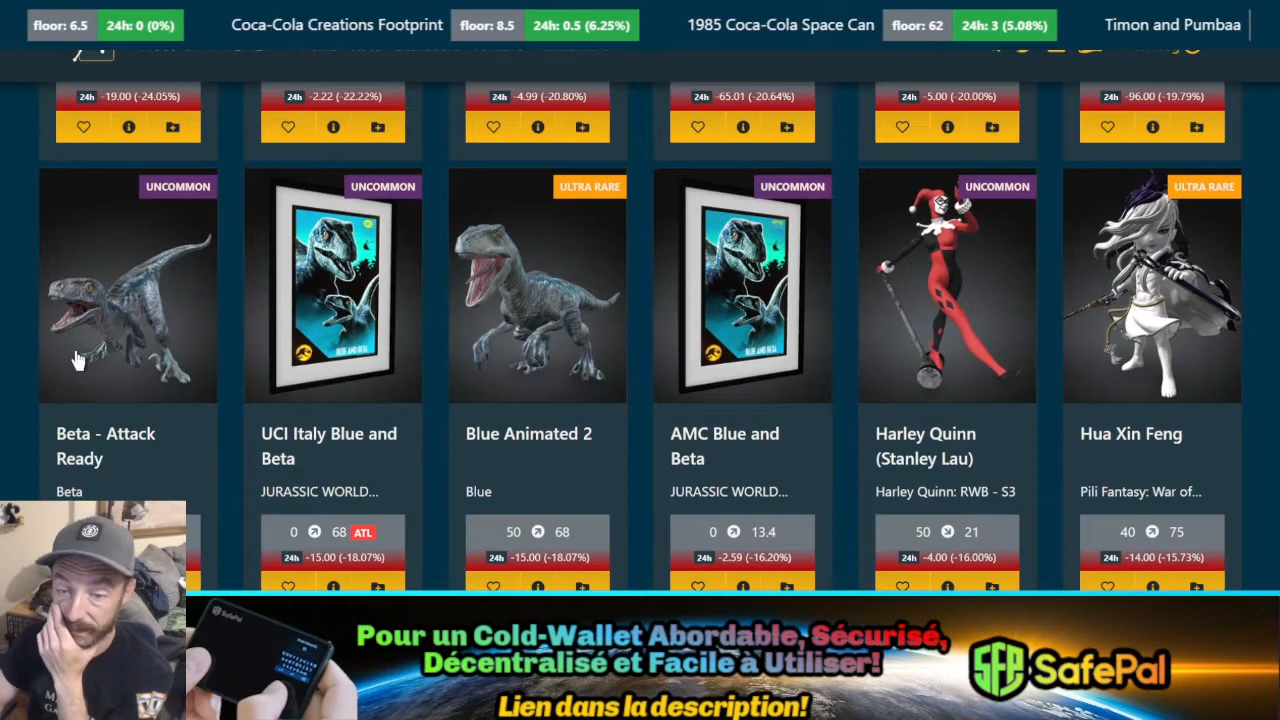 floor: 6.5 24h: 0 (0%) Coca-Cola Creations Footprint floor: 8.5 24h: 0.5 (6.25%) 1985 Coca-Cola Space Can floor: 62 24h: 3 (5.08%) Timon and Pumbaa
24h -19.00 (-24.05%) 24h -2.22 (-22.22%) 24h -4.99 (-20.80%) 24h -65.01 (-20.64%) 24h -5.00 (-20.00%) 24h -96.00 (-19.79%)
UNCOMMON UNCOMMON ULTRA RARE UNCOMMON UNCOMMON ULTRA RARE
BLUE AND BETA BLUE AND BETA
Beta - Attack Ready
Beta
UCI Italy Blue and Beta
JURASSIC WORLD...
0 68 ATL
24h -15.00 (-18.07%)
Blue Animated 2
Blue
50 68
24h -15.00 (-18.07%)
AMC Blue and Beta
JURASSIC WORLD...
0 13.4
24h -2.59 (-16.20%)
Harley Quinn (Stanley Lau)
Harley Quinn: RWB - S3
50 21
24h -4.00 (-16.00%)
Hua Xin Feng
Pili Fantasy: War of...
40 75
24h -14.00 (-15.73%)
SafePal
Pour un Cold-Wallet Abordable, Sécurisé,
Décentralisé et Facile à Utiliser!
Lien dans la description!
SafePal